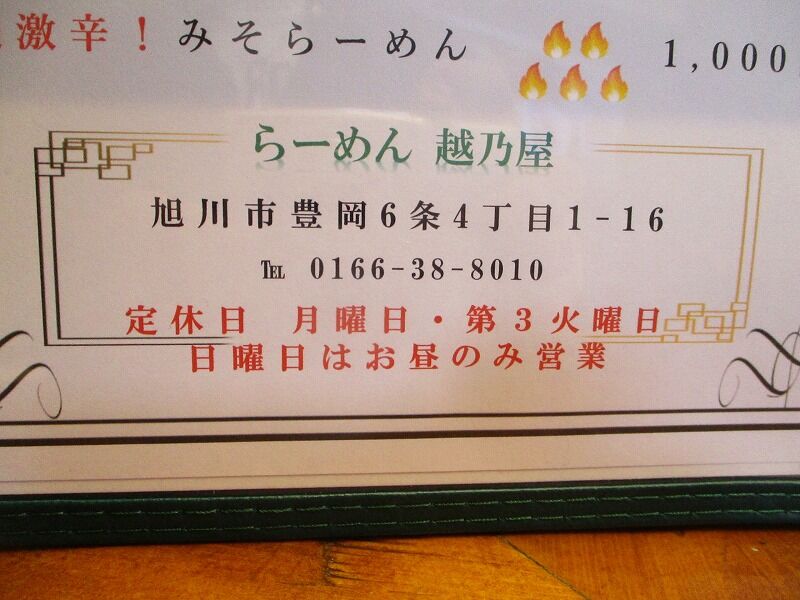 激辛！みそらーめん 1,000
らーめん 越乃屋
旭川市豊岡6条4丁目1-16
℡ 0166-38-8010
定休日 月曜日・第3火曜日
日曜日はお昼のみ営業